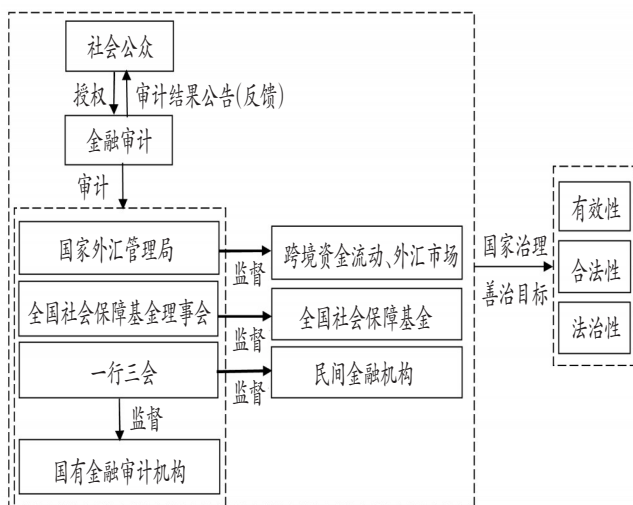 社会公众
授权
审计结果公告(反馈)
金融审计
审计
国家外汇管理局
监督
跨境资金流动、外汇市场
全国社会保障基金理事会
监督
全国社会保障基金
一行三会
监督
民间金融机构
监督
国有金融审计机构
国家治理
善治目标
有效性
合法性
法治性